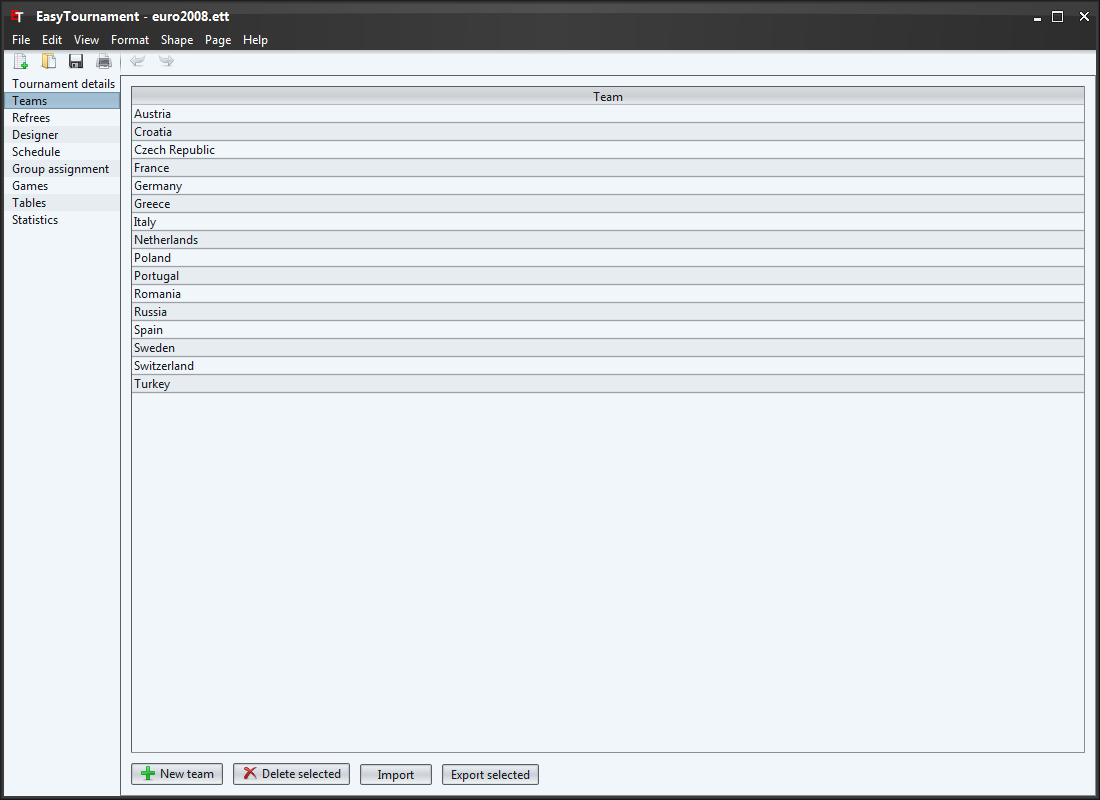 ET EasyTournament - euro2008.ett
File Edit View Format Shape Page Help
Tournament details
Teams
Refrees
Designer
Schedule
Group assignment
Games
Tables
Statistics
Team
Austria
Croatia
Czech Republic
France
Germany
Greece
Italy
Netherlands
Poland
Portugal
Romania
Russia
Spain
Sweden
Switzerland
Turkey
New team Delete selected Import Export selected